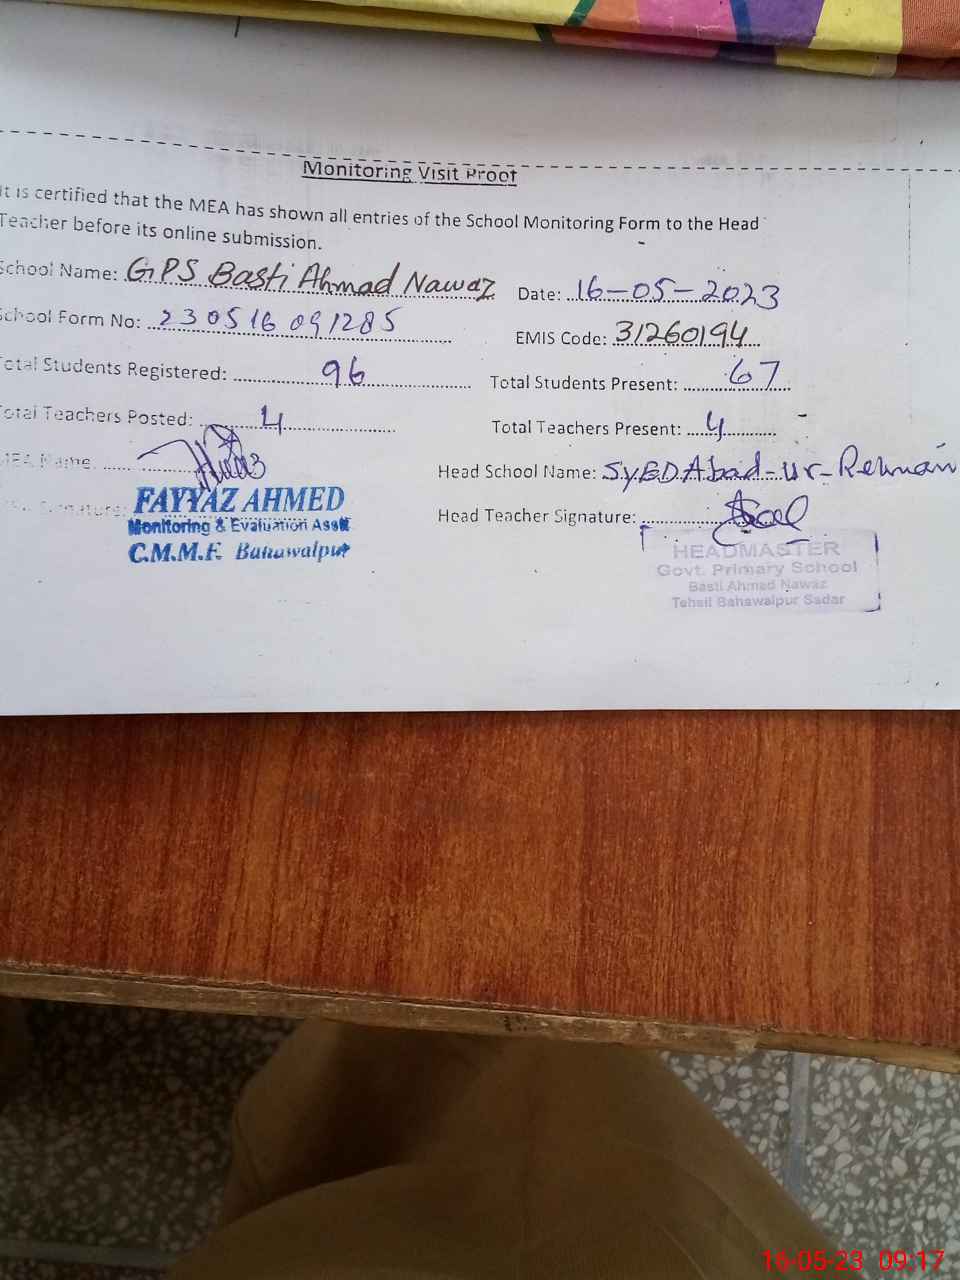 Monitoring Visit Proof
It is certified that the MEA has shown all entries of the School Monitoring Form to the Head
Teacher before its online submission.
School Name: GPS Basti Ahmad Nawaz Date: 16-05-2023
School Form No: 230516091285 EMIS Code: 31260194
Total Students Registered: 96 Total Students Present: 67
Total Teachers Posted: 4 Total Teachers Present: 4
MEA Name: Head School Name: SYED Abad-ur-Rehman
Signature: Head Teacher Signature:
FAYYAZ AHMED
Monitoring & Evaluation Asstt
C.M.M.F. Bahawalpur
HEADMASTER
Govt. Primary School
Basti Ahmed Nawaz
Tehsil Bahawalpur Sadar
16-05-23 09:17